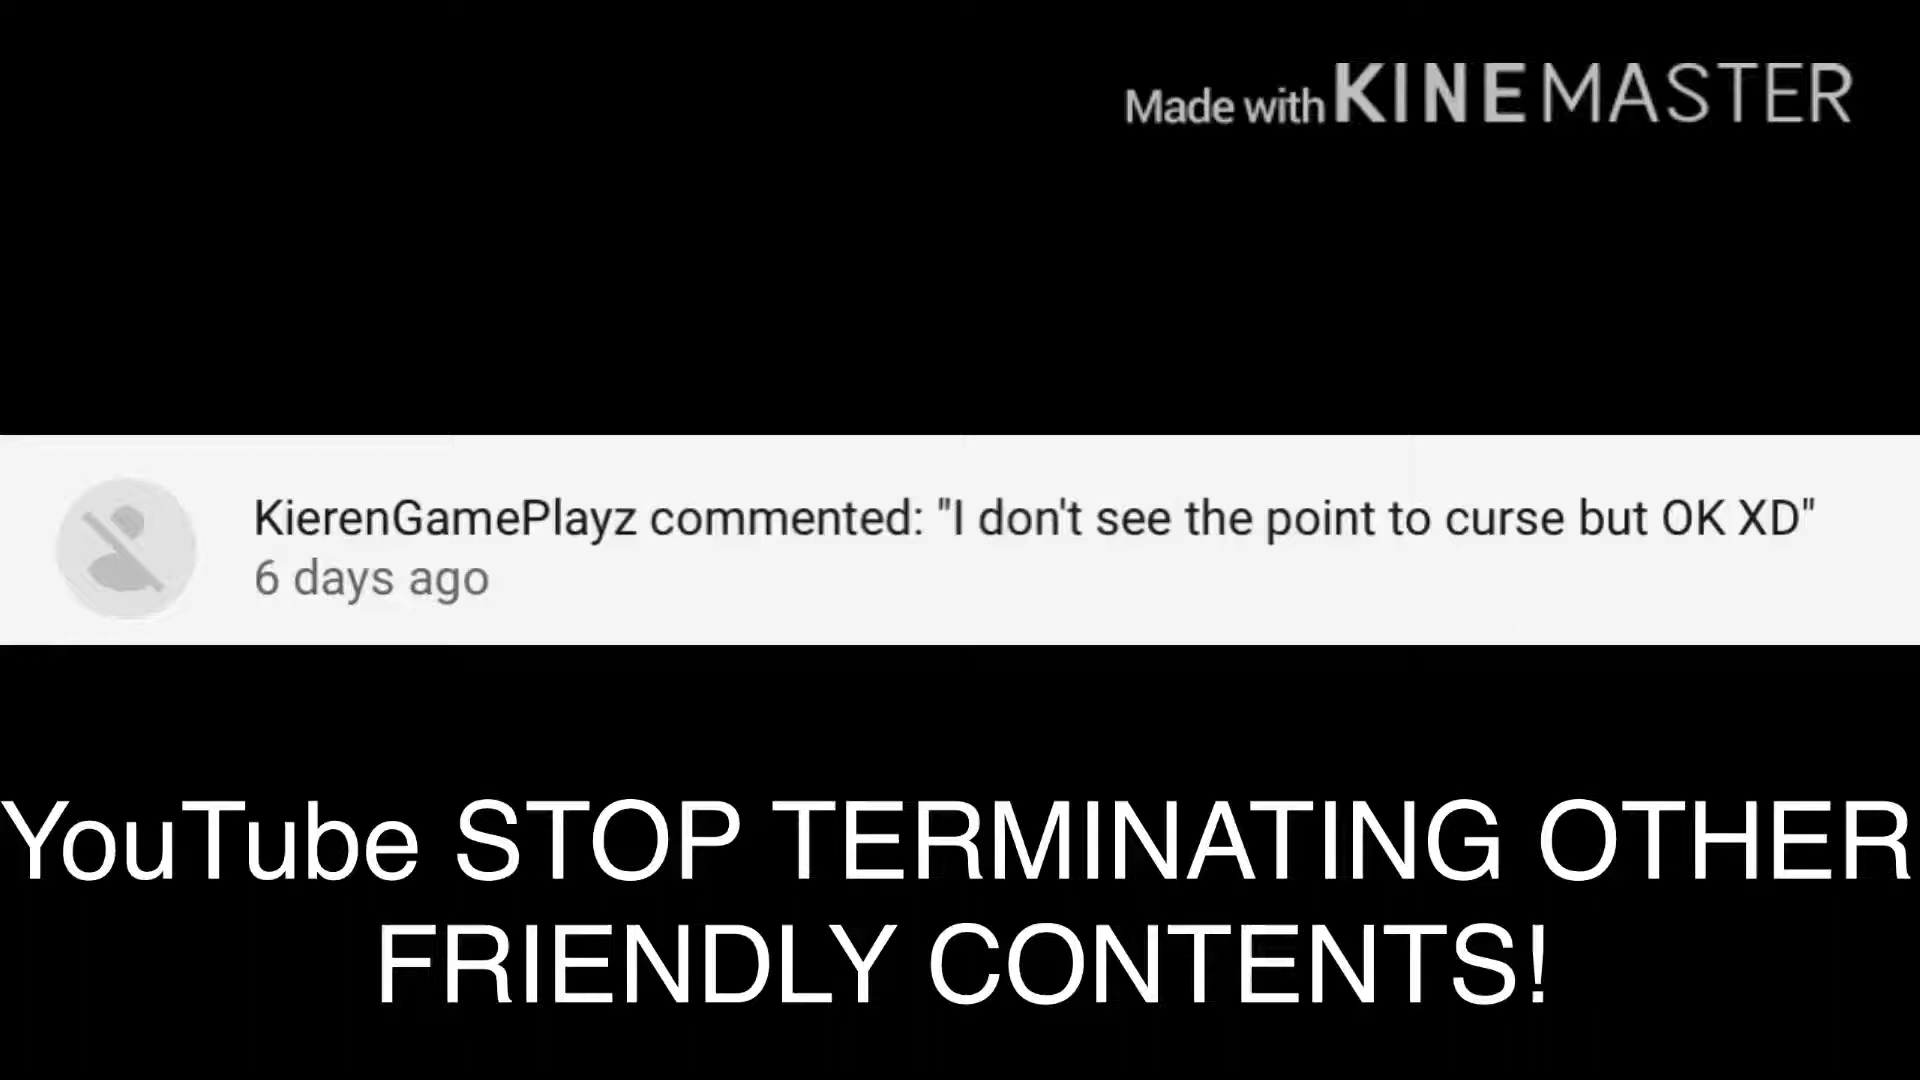 Made with KINEMASTER
KierenGamePlayz commented: "I don't see the point to curse but OK XD"
6 days ago
YouTube STOP TERMINATING OTHER
FRIENDLY CONTENTS!